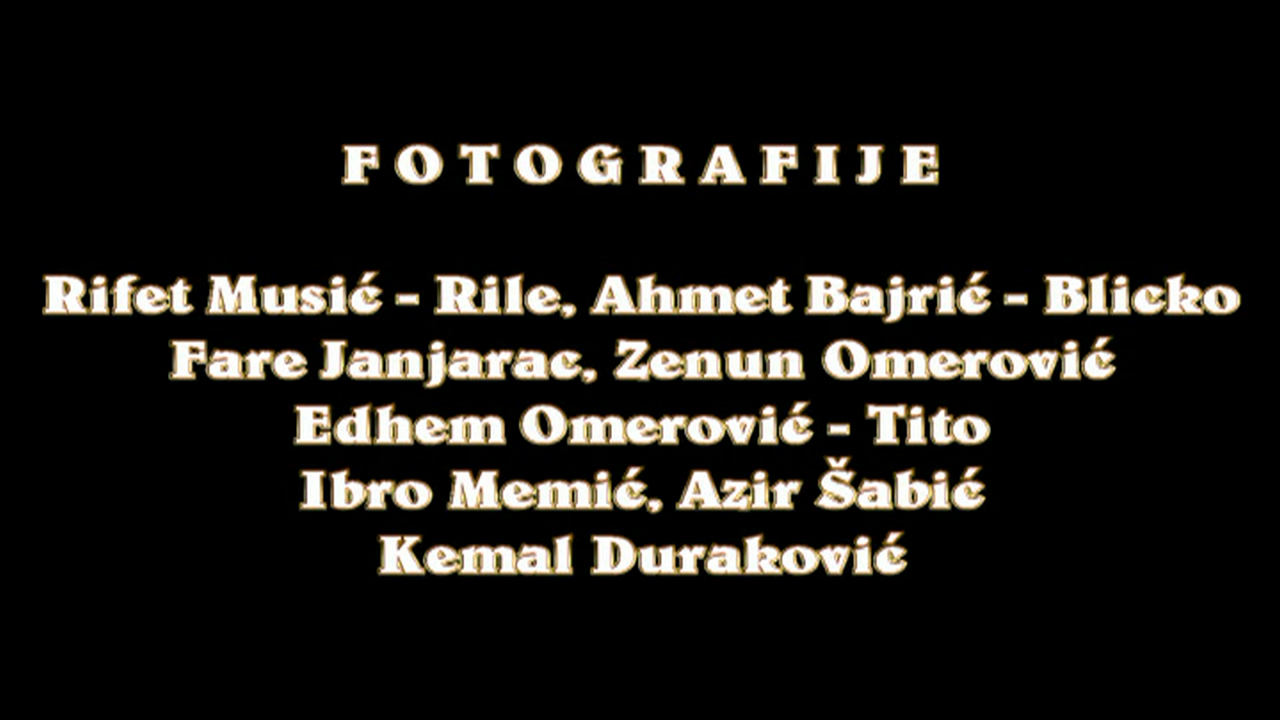 FOTOGRAFIJE
Rifet Musić - Rile, Ahmet Bajrić - Blicko
Fare Janjarac, Zenun Omerović
Edhem Omerović - Tito
Ibro Memić, Azir Šabić
Kemal Duraković